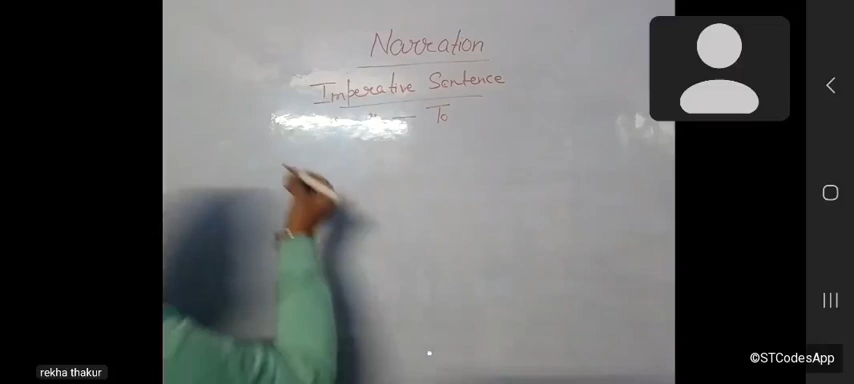 Narration
Imperative Sentence
" " — To
rekha thakur
©STCodesApp